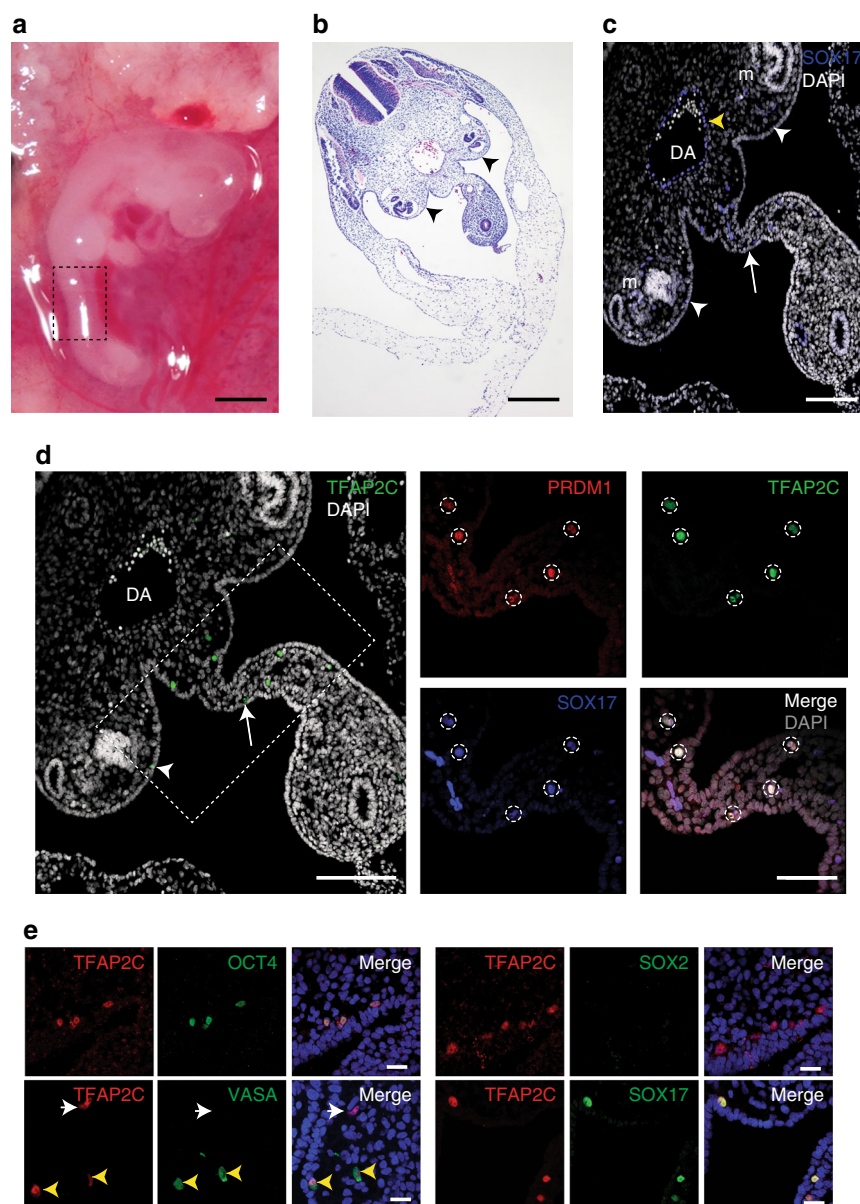 a
b
c
SOX17
DAPI
m
DA
m
d
TFAP2C
DAPI
DA
PRDM1
TFAP2C
SOX17
Merge
DAPI
e
TFAP2C
OCT4
Merge
TFAP2C
SOX2
Merge
TFAP2C
VASA
Merge
TFAP2C
SOX17
Merge